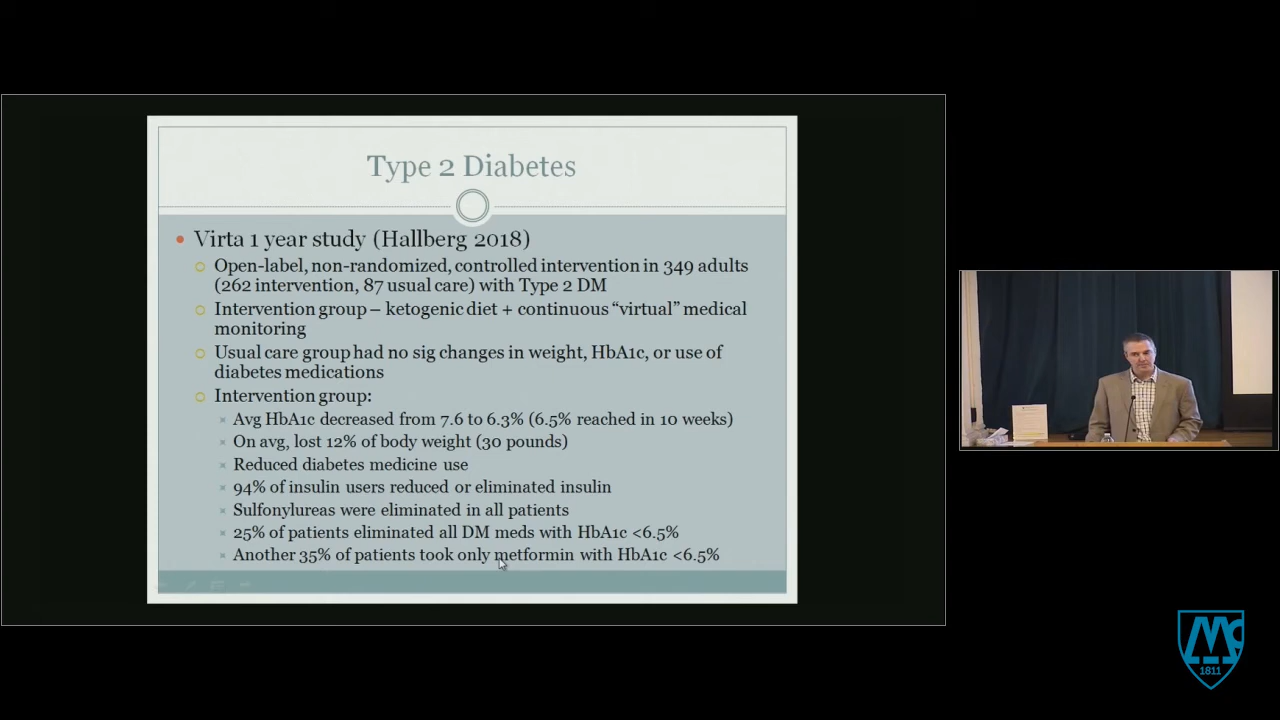 Type 2 Diabetes
Virta 1 year study (Hallberg 2018)
Open-label, non-randomized, controlled intervention in 349 adults
(262 intervention, 87 usual care) with Type 2 DM
Intervention group – ketogenic diet + continuous “virtual” medical
monitoring
Usual care group had no sig changes in weight, HbA1c, or use of
diabetes medications
Intervention group:
Avg HbA1c decreased from 7.6 to 6.3% (6.5% reached in 10 weeks)
On avg, lost 12% of body weight (30 pounds)
Reduced diabetes medicine use
94% of insulin users reduced or eliminated insulin
Sulfonylureas were eliminated in all patients
25% of patients eliminated all DM meds with HbA1c <6.5%
Another 35% of patients took only metformin with HbA1c <6.5%
Mc
1811